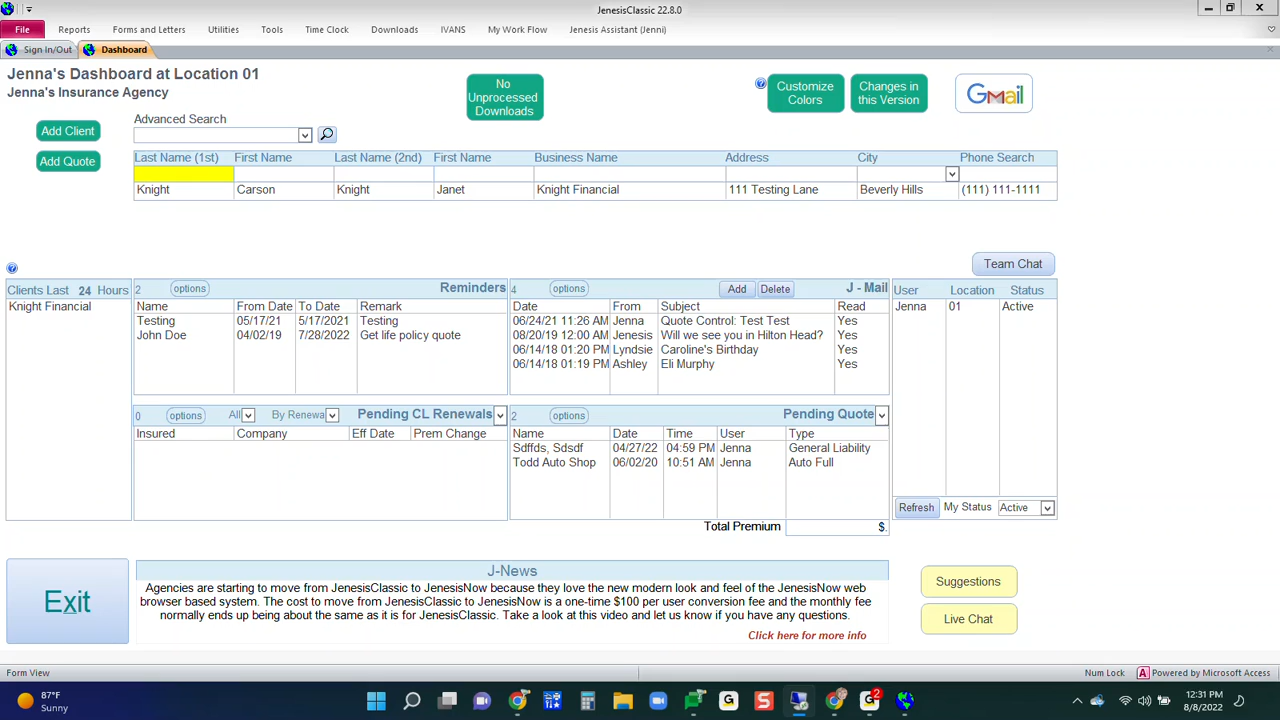 JenesisClassic 22.8.0
File Reports Forms and Letters Utilities Tools Time Clock Downloads IVANS My Work Flow Jenesis Assistant (Jenni)
Sign In/Out Dashboard
Jenna's Dashboard at Location 01
Jenna's Insurance Agency
No
Unprocessed
Downloads
Customize
Colors
Changes in
this Version
Gmail
Add Client
Add Quote
Advanced Search
Last Name (1st) First Name Last Name (2nd) First Name Business Name Address City Phone Search
Knight Carson Knight Janet Knight Financial 111 Testing Lane Beverly Hills (111) 111-1111
Team Chat
Clients Last 24 Hours
Knight Financial
2 options Reminders
Name From Date To Date Remark
Testing 05/17/21 5/17/2021 Testing
John Doe 04/02/19 7/28/2022 Get life policy quote
4 options Add Delete J - Mail
Date From Subject Read
06/24/21 11:26 AM Jenna Quote Control: Test Test Yes
08/20/19 12:00 AM Jenesis Will we see you in Hilton Head? Yes
06/14/18 01:20 PM Lyndsie Caroline's Birthday Yes
06/14/18 01:19 PM Ashley Eli Murphy Yes
User Location Status
Jenna 01 Active
0 options All By Renewa Pending CL Renewals
Insured Company Eff Date Prem Change
2 options Pending Quote
Name Date Time User Type
Sdffds, Sdsdf 04/27/22 04:59 PM Jenna General Liability
Todd Auto Shop 06/02/20 10:51 AM Jenna Auto Full
Refresh My Status Active
Total Premium $.
Exit
J-News
Agencies are starting to move from JenesisClassic to JenesisNow because they love the new modern look and feel of the JenesisNow web
browser based system. The cost to move from JenesisClassic to JenesisNow is a one-time $100 per user conversion fee and the monthly fee
normally ends up being about the same as it is for JenesisClassic. Take a look at this video and let us know if you have any questions.
Click here for more info
Suggestions
Live Chat
Form View Num Lock A Powered by Microsoft Access
87°F
Sunny
G
S
G 2
12:31 PM
8/8/2022